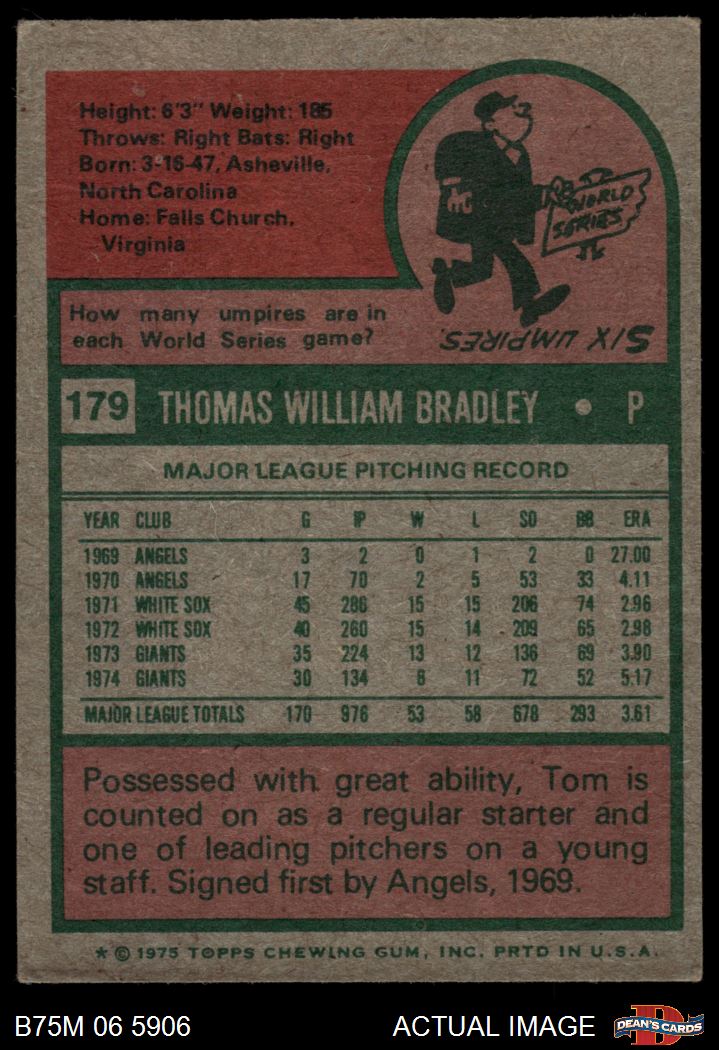 Height: 6'3" Weight: 185
Throws: Right Bats: Right
Born: 3-16-47, Asheville,
North Carolina
Home: Falls Church,
Virginia
WORLD
SERIES
How many umpires are in
each World Series game?
SIX UMPIRES.
179 THOMAS WILLIAM BRADLEY • P
MAJOR LEAGUE PITCHING RECORD
YEAR CLUB G IP W L SO BB ERA
1969 ANGELS 3 2 0 1 2 0 27.00
1970 ANGELS 17 70 2 5 53 33 4.11
1971 WHITE SOX 45 286 15 15 206 74 2.96
1972 WHITE SOX 40 260 15 14 209 65 2.98
1973 GIANTS 35 224 13 12 136 69 3.90
1974 GIANTS 30 134 8 11 72 52 5.17
MAJOR LEAGUE TOTALS 170 976 53 58 678 293 3.61
Possessed with great ability, Tom is
counted on as a regular starter and
one of leading pitchers on a young
staff. Signed first by Angels, 1969.
* © 1975 TOPPS CHEWING GUM, INC. PRTD IN U.S.A.
B75M 06 5906 ACTUAL IMAGE DEAN'S CARDS